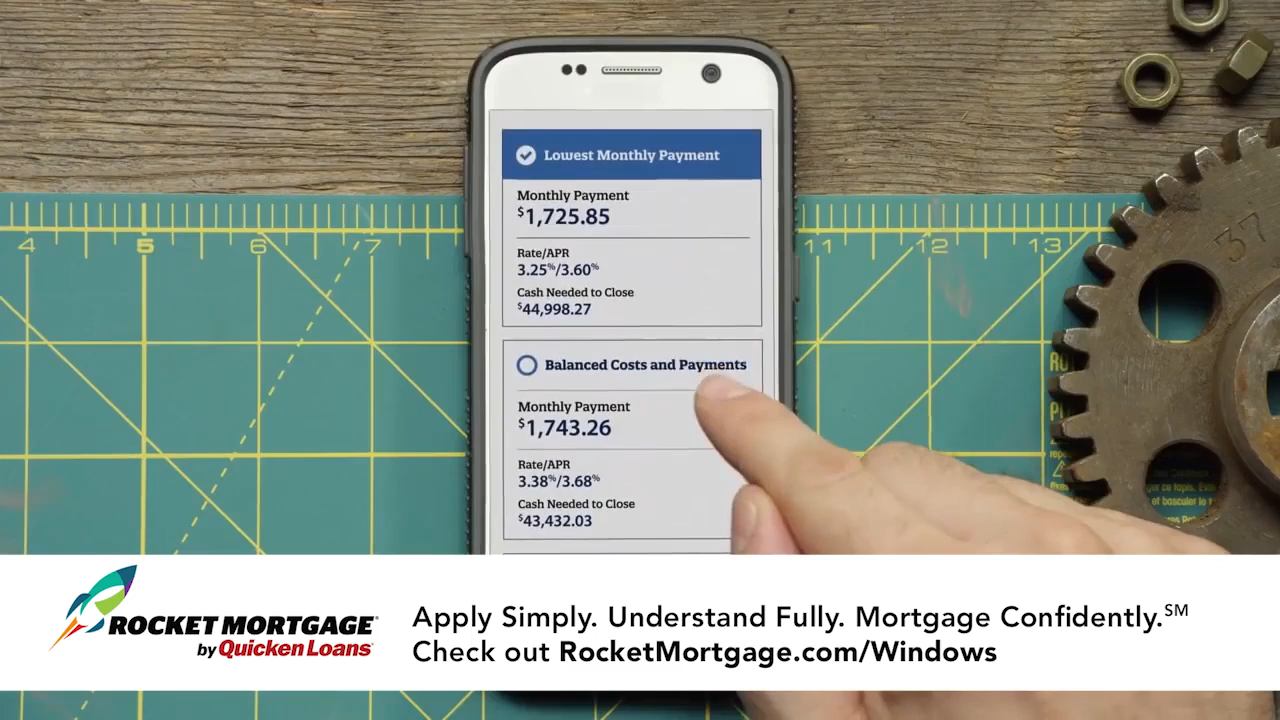 Lowest Monthly Payment
Monthly Payment
$1,725.85
Rate/APR
3.25%/3.60%
Cash Needed to Close
$44,998.27
Balanced Costs and Payments
Monthly Payment
$1,743.26
Rate/APR
3.38%/3.68%
Cash Needed to Close
$43,432.03
4 5 6 7 11 12 13
37
et basculer le t
ROCKET MORTGAGE®
by Quicken Loans®
Apply Simply. Understand Fully. Mortgage Confidently.℠
Check out RocketMortgage.com/Windows